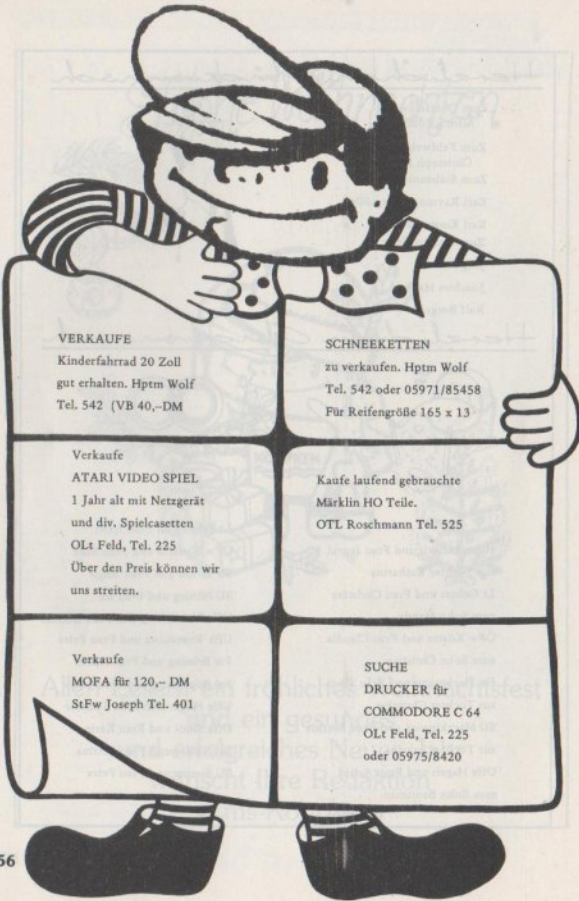 VERKAUFE
Kinderfahrrad 20 Zoll
gut erhalten. Hptm Wolf
Tel. 542 (VB 40,–DM
SCHNEEKETTEN
zu verkaufen. Hptm Wolf
Tel. 542 oder 05971/85458
Für Reifengröße 165 x 13
Verkaufe
ATARI VIDEO SPIEL
1 Jahr alt mit Netzgerät
und div. Spielcasetten
OLt Feld, Tel. 225
Über den Preis können wir
uns streiten.
Kaufe laufend gebrauchte
Märklin HO Teile.
OTL Roschmann Tel. 525
Verkaufe
MOFA für 120,– DM
StFw Joseph Tel. 401
SUCHE
DRUCKER für
COMMODORE C 64
OLt Feld, Tel. 225
oder 05975/8420
56